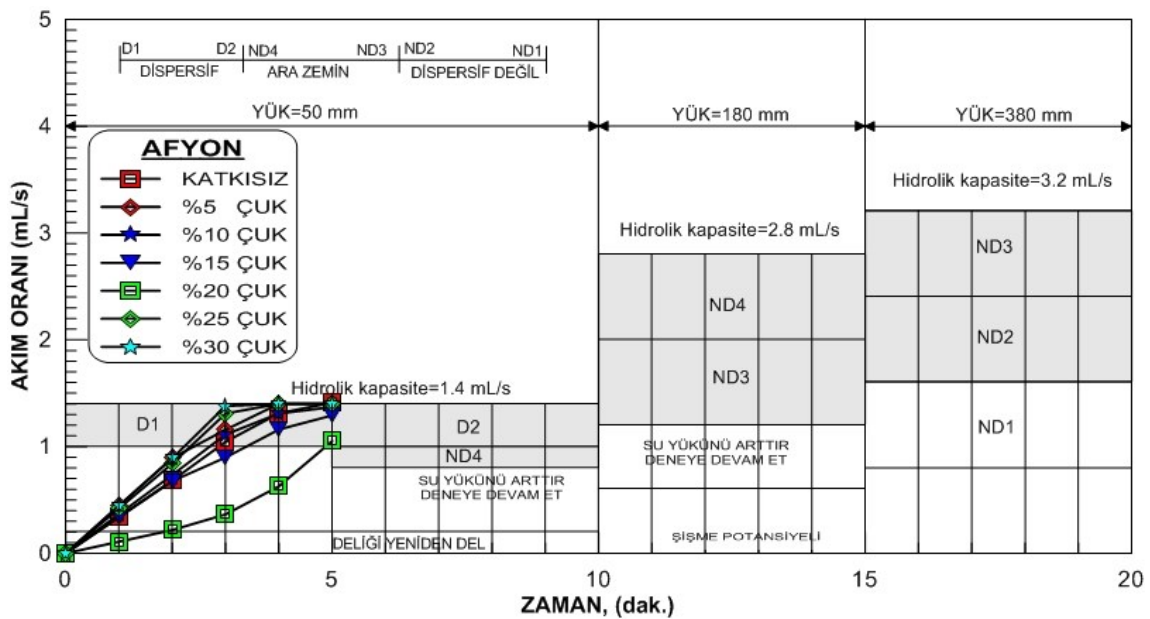 5
D1 D2 ND4 ND3 ND2 ND1
DİSPERSİF ARA ZEMİN DİSPERSİF DEĞİL
YÜK=50 mm YÜK=180 mm YÜK=380 mm
4
AFYON
KATKISIZ
%5 ÇUK
%10 ÇUK
%15 ÇUK
%20 ÇUK
%25 ÇUK
%30 ÇUK
Hidrolik kapasite=3.2 mL/s
3
Hidrolik kapasite=2.8 mL/s
ND3
ND4
2
ND2
ND3
Hidrolik kapasite=1.4 mL/s
D1 D2
ND1
1
ND4
SU YÜKÜNÜ ARTTIR
DENEYE DEVAM ET
SU YÜKÜNÜ ARTTIR
DENEYE DEVAM ET
DELİĞİ YENİDEN DEL
ŞİŞME POTANSİYELİ
0
0 5 10 15 20
AKIM ORANI (mL/s)
ZAMAN, (dak.)